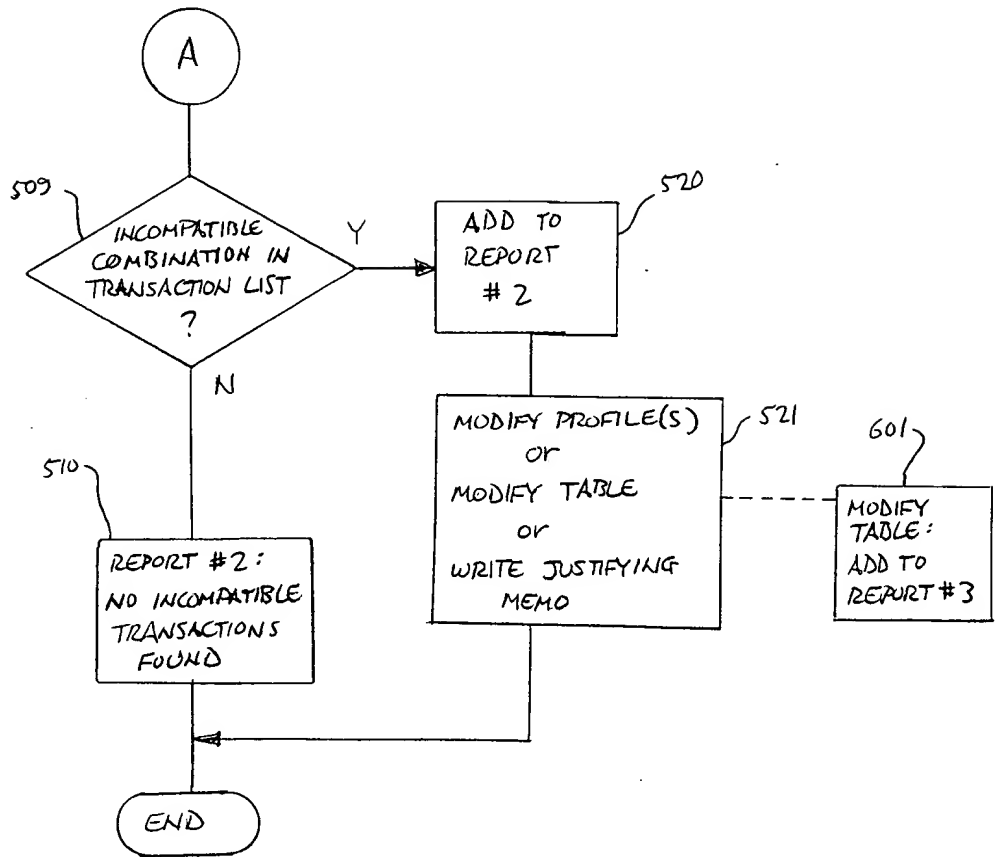 A
509
INCOMPATIBLE
COMBINATION IN
TRANSACTION LIST
?
Y
N
520
ADD TO
REPORT
# 2
521
MODIFY PROFILE(S)
or
MODIFY TABLE
or
WRITE JUSTIFYING
MEMO
601
MODIFY
TABLE:
ADD TO
REPORT #3
510
REPORT #2:
NO INCOMPATIBLE
TRANSACTIONS
FOUND
END